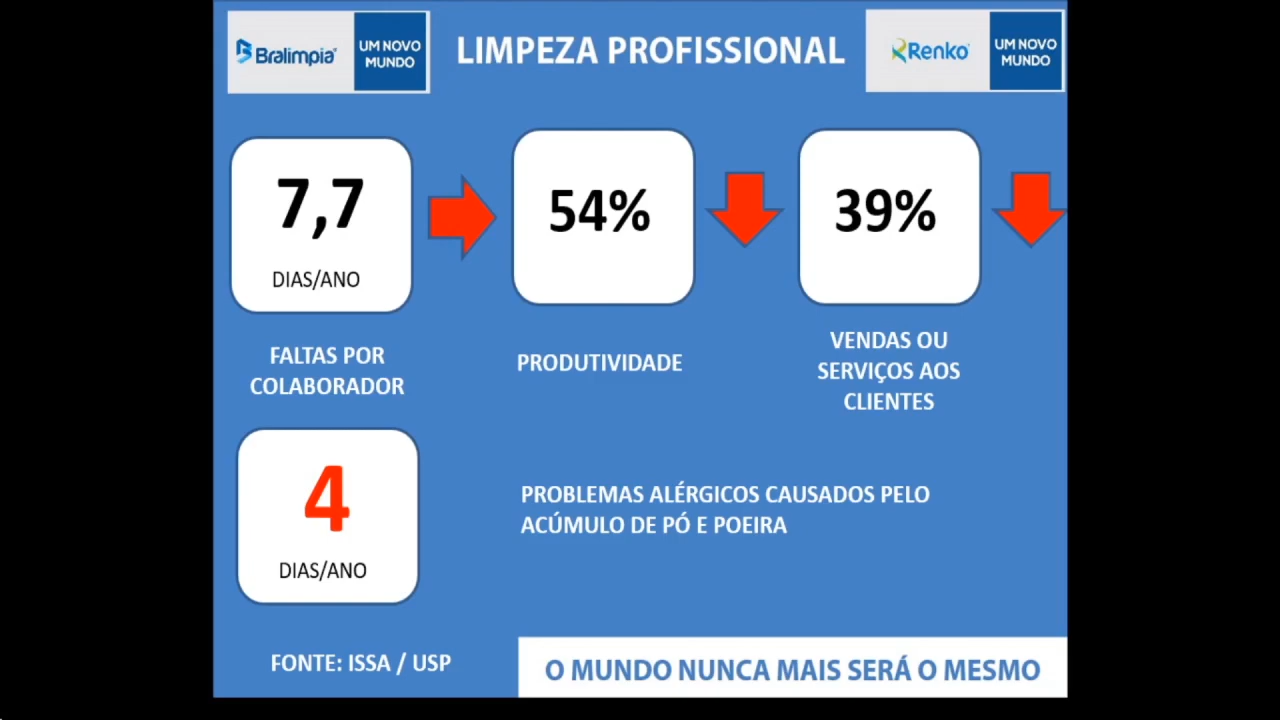 Bralimpia
UM NOVO
MUNDO
LIMPEZA PROFISSIONAL
Renko
UM NOVO
MUNDO
7,7
DIAS/ANO
54%
39%
FALTAS POR
COLABORADOR
PRODUTIVIDADE
VENDAS OU
SERVIÇOS AOS
CLIENTES
4
DIAS/ANO
PROBLEMAS ALÉRGICOS CAUSADOS PELO
ACÚMULO DE PÓ E POEIRA
FONTE: ISSA / USP
O MUNDO NUNCA MAIS SERÁ O MESMO